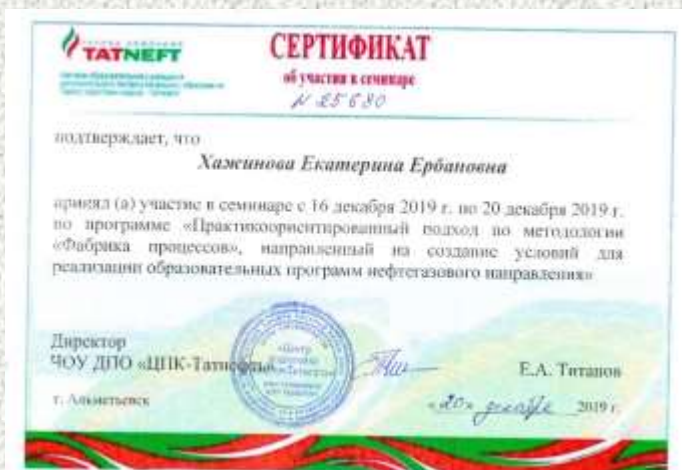 ГРУППА КОМПАНИЙ
TATNEFT
СЕРТИФИКАТ
об участии в семинаре
N 25680
подтверждает, что
Хажинова Екатерина Ербановна
принял (а) участие в семинаре с 16 декабря 2019 г. по 20 декабря 2019 г.
по программе «Практикоориентированный подход по методологии
«Фабрика процессов», направленный на создание условий для
реализации образовательных программ нефтегазового направления»
Директор
ЧОУ ДПО «ЦПК-Татнефть»
Е.А. Титанов
г. Альметьевск
«20» декабря 2019 г.